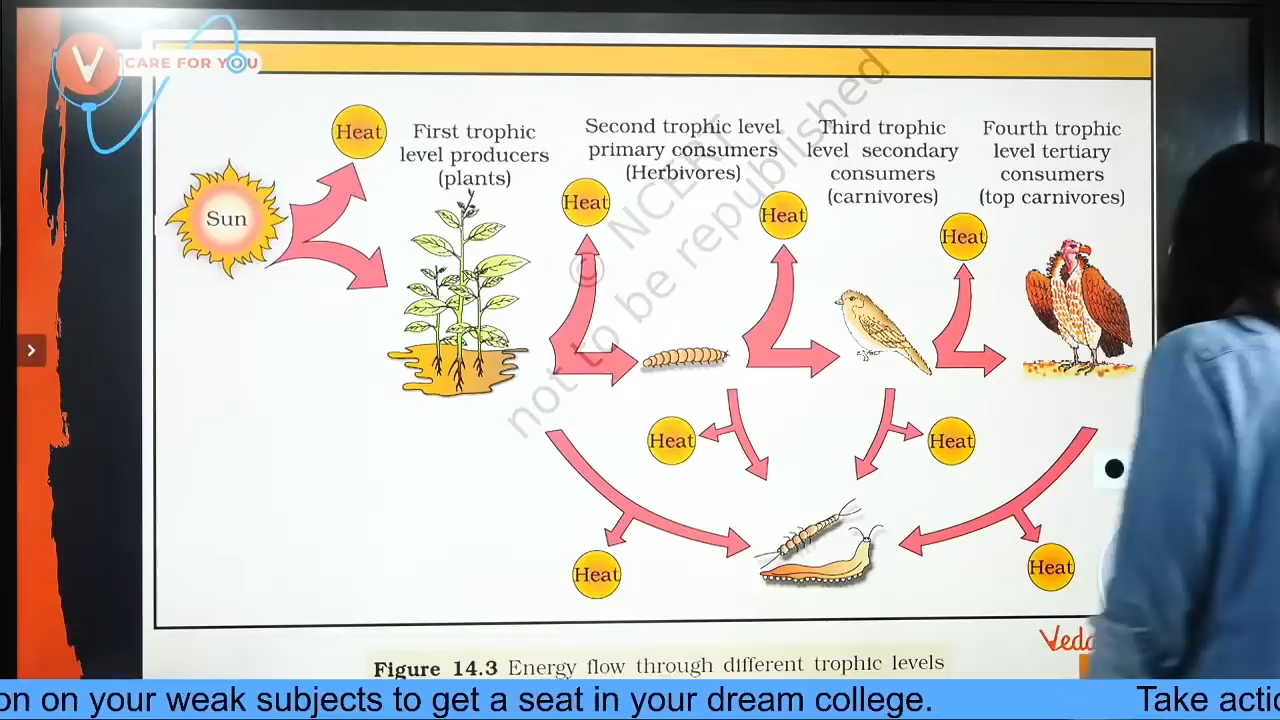 V
CARE FOR YOU
Sun
Heat
First trophic
level producers
(plants)
Second trophic level
primary consumers
(Herbivores)
Third trophic
level secondary
consumers
(carnivores)
Fourth trophic
level tertiary
consumers
(top carnivores)
Heat
Heat
Heat
Heat
Heat
Heat
Heat
© NCERT
not to be republished
Figure 14.3 Energy flow through different trophic levels
on on your weak subjects to get a seat in your dream college.
Take